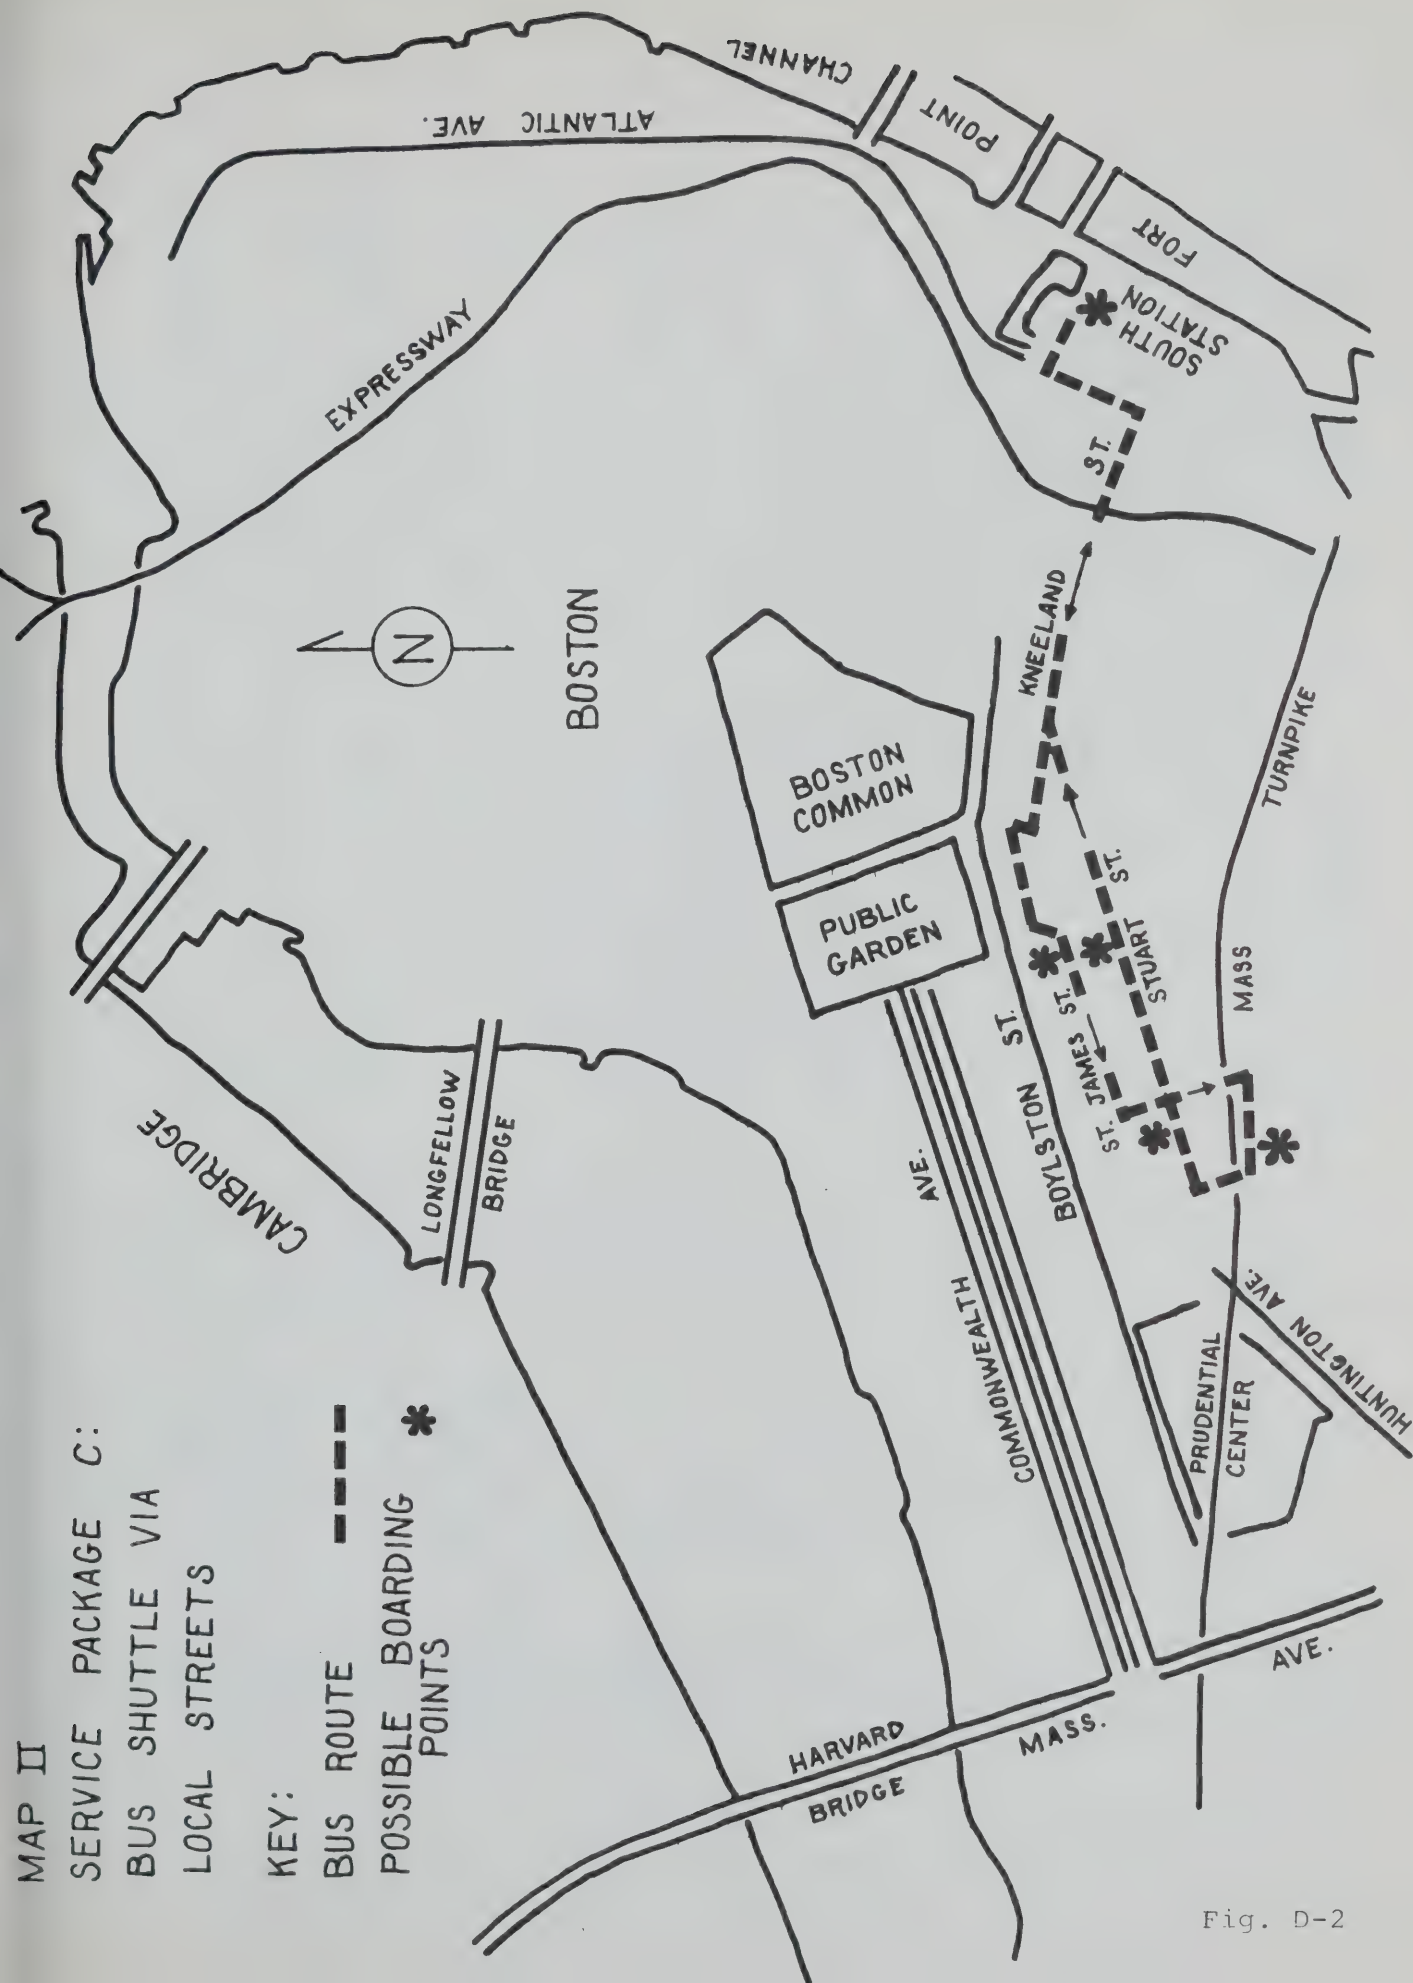 MAP II
SERVICE PACKAGE C:
BUS SHUTTLE VIA
LOCAL STREETS
KEY:
BUS ROUTE
POSSIBLE BOARDING
POINTS
CAMBRIDGE
LONGFELLOW
BRIDGE
HARVARD
BRIDGE
MASS.
AVE.
N
BOSTON
EXPRESSWAY
ATLANTIC AVE.
FORT
POINT
CHANNEL
BOSTON
COMMON
PUBLIC
GARDEN
COMMONWEALTH
AVE.
BOYLSTON
ST.
ST. JAMES ST.
STUART
ST.
KNEELAND
ST.
SOUTH
STATION
PRUDENTIAL
CENTER
HUNTINGTON AVE.
MASS
TURNPIKE
Fig. D-2